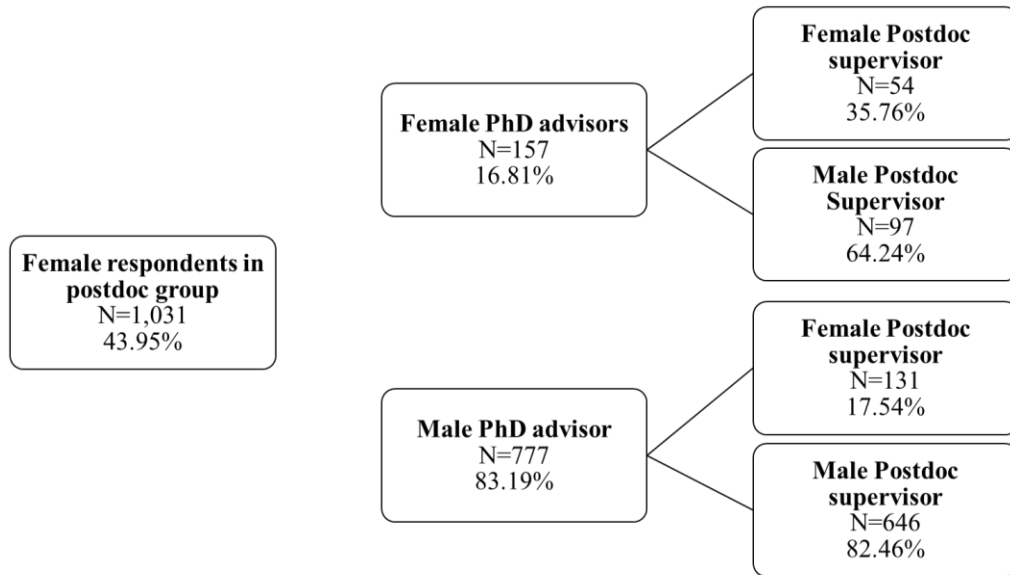 Female respondents in
postdoc group
N=1,031
43.95%
Female PhD advisors
N=157
16.81%
Female Postdoc
supervisor
N=54
35.76%
Male Postdoc
Supervisor
N=97
64.24%
Male PhD advisor
N=777
83.19%
Female Postdoc
supervisor
N=131
17.54%
Male Postdoc
supervisor
N=646
82.46%